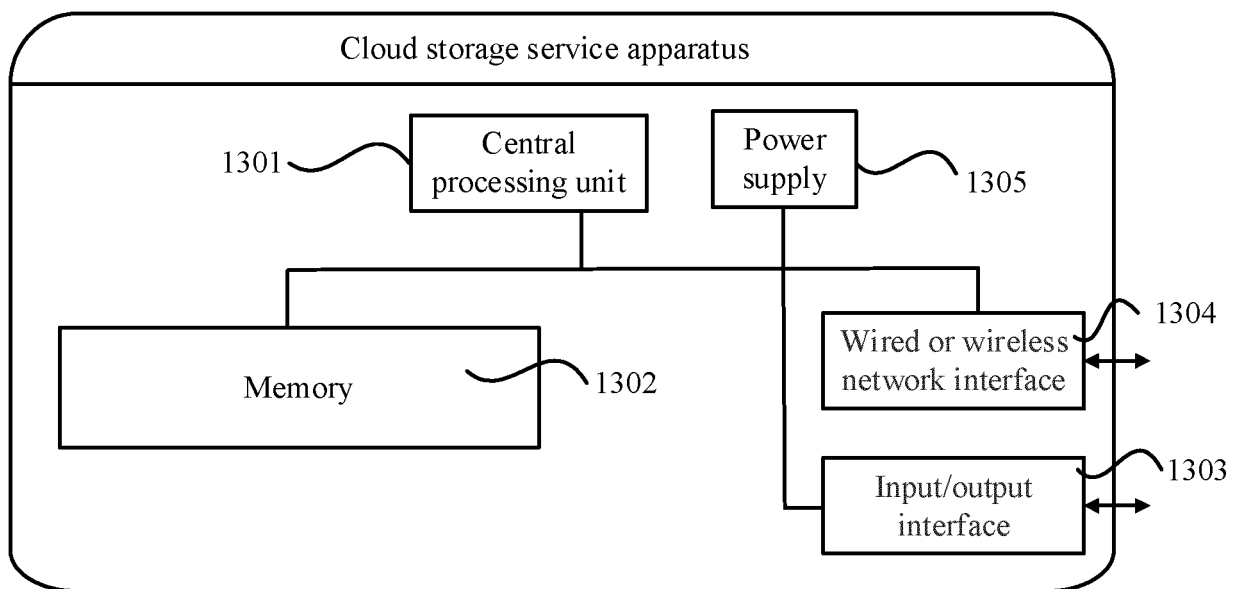 Cloud storage service apparatus
1301
Central
processing unit
Power
supply
1305
Memory
1302
Wired or wireless
network interface
1304
Input/output
interface
1303